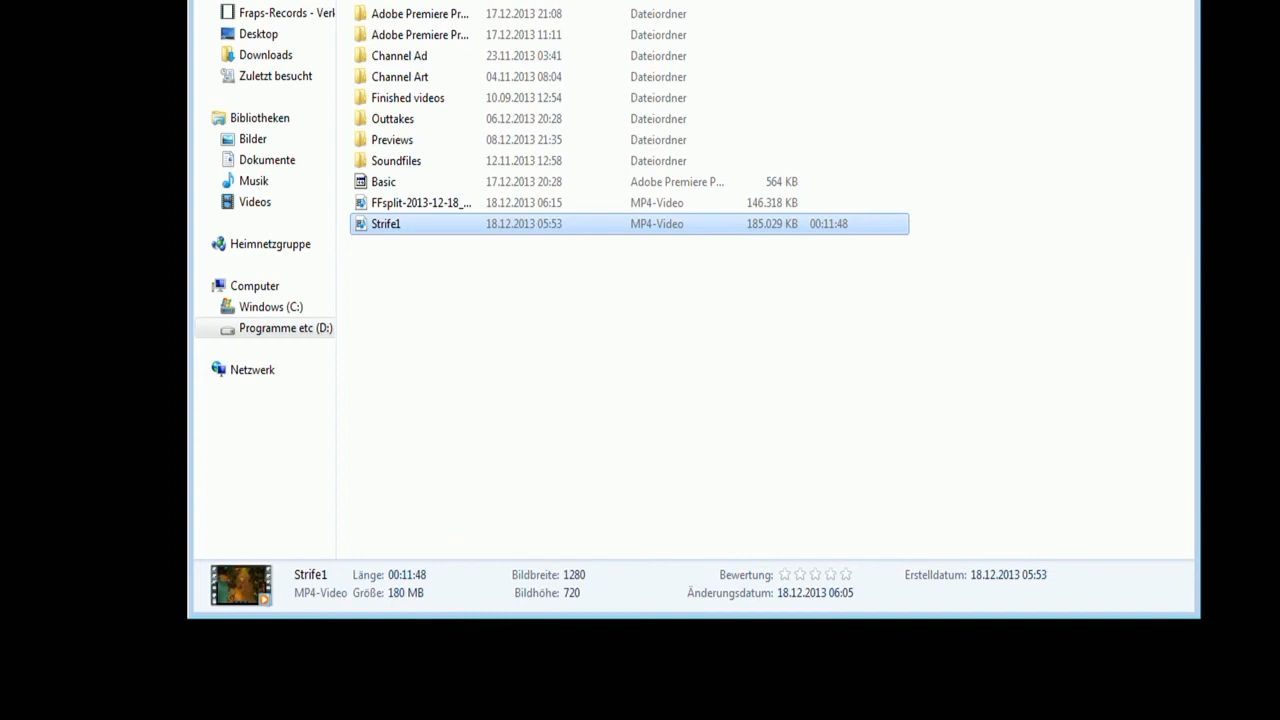 Fraps-Records - Verk
Desktop
Downloads
Zuletzt besucht
Bibliotheken
Bilder
Dokumente
Musik
Videos
Heimnetzgruppe
Computer
Windows (C:)
Programme etc (D:)
Netzwerk
Adobe Premiere Pr... 17.12.2013 21:08 Dateiordner
Adobe Premiere Pr... 17.12.2013 11:11 Dateiordner
Channel Ad 23.11.2013 03:41 Dateiordner
Channel Art 04.11.2013 08:04 Dateiordner
Finished videos 10.09.2013 12:54 Dateiordner
Outtakes 06.12.2013 20:28 Dateiordner
Previews 08.12.2013 21:35 Dateiordner
Soundfiles 12.11.2013 12:58 Dateiordner
Basic 17.12.2013 20:28 Adobe Premiere P... 564 KB
FFsplit-2013-12-18_... 18.12.2013 06:15 MP4-Video 146.318 KB
Strife1 18.12.2013 05:53 MP4-Video 185.029 KB 00:11:48
Strife1 Länge: 00:11:48 Bildbreite: 1280 Bewertung: Erstelldatum: 18.12.2013 05:53
MP4-Video Größe: 180 MB Bildhöhe: 720 Änderungsdatum: 18.12.2013 06:05